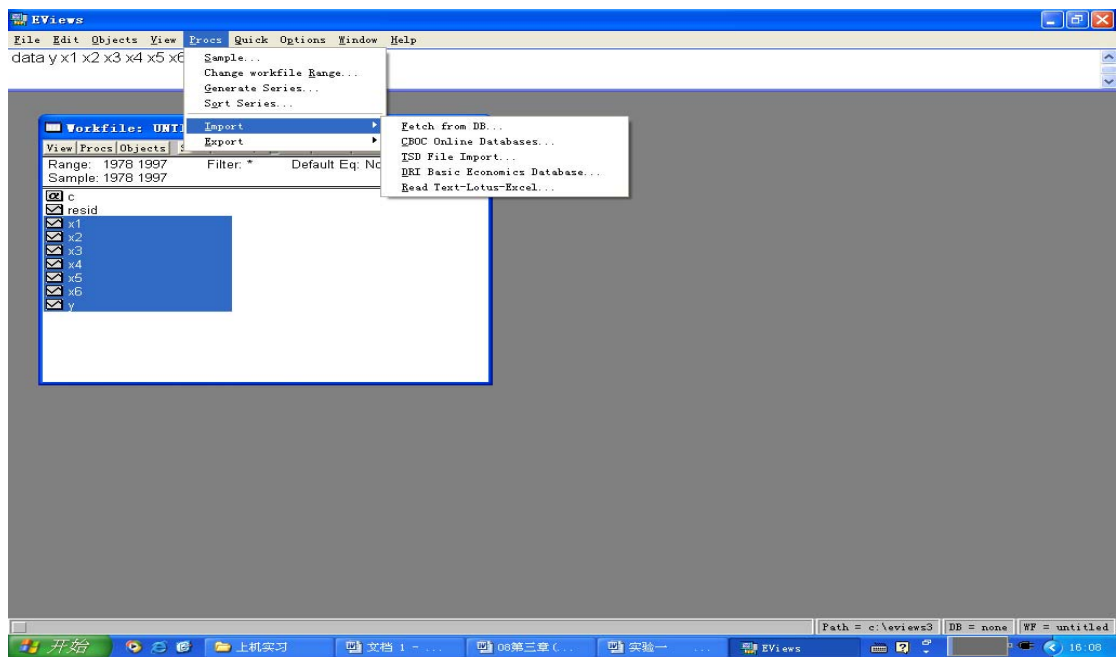 EViews
File Edit Objects View Procs Quick Options Window Help
data y x1 x2 x3 x4 x5 x6
Sample...
Change workfile Range...
Generate Series...
Sort Series...
Import
Export
Fetch from DB...
CBOC Online Databases...
TSD File Import...
DRI Basic Economics Database...
Read Text-Lotus-Excel...
Workfile: UNT
View Procs Objects
Range: 1978 1997 Filter: * Default Eq: No
Sample: 1978 1997
c
resid
x1
x2
x3
x4
x5
x6
y
Path = c:\eviews3 DB = none WF = untitled
开始 上机实习 文档 1 - ... 08第三章(... 实验一 ... EViews 16:08